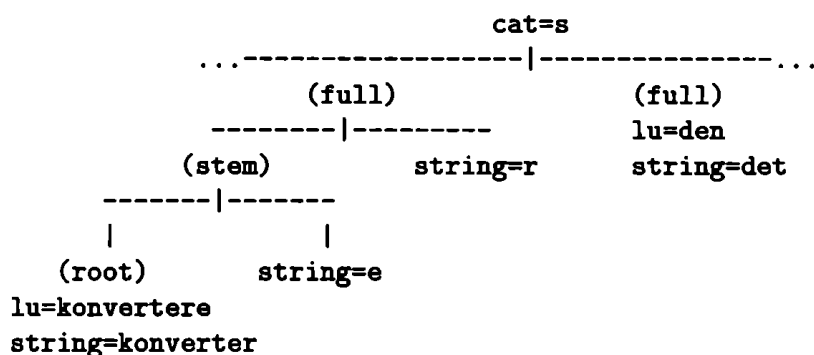 cat=s
...-------------------|----------------...
(full) (full)
--------|--------- lu=den
(stem) string=r string=det
-------|-------
| |
(root) string=e
lu=konvertere
string=konverter